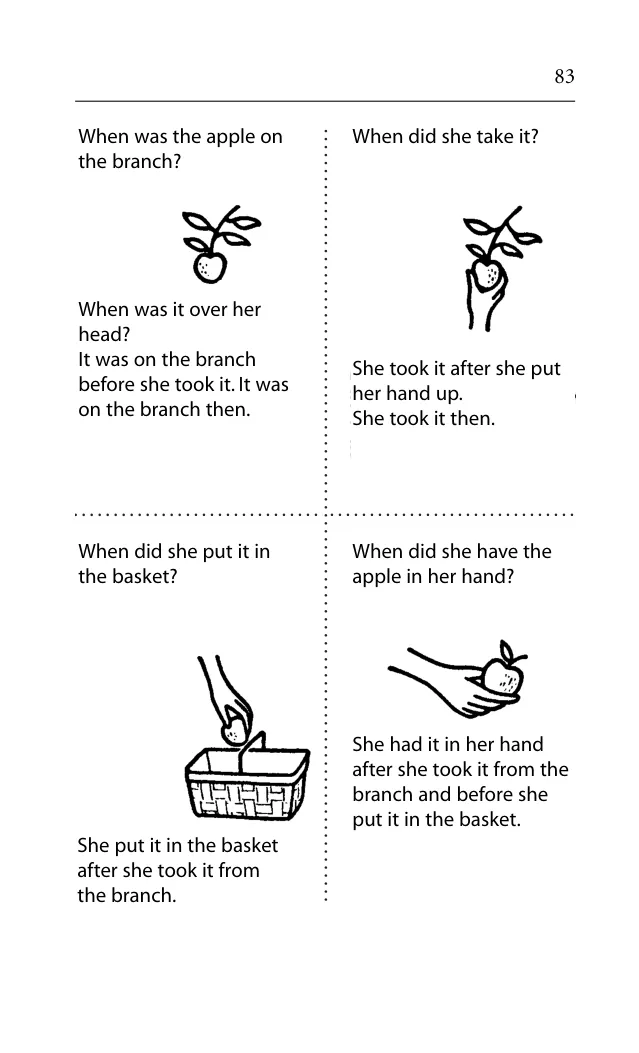 83
When was the apple on
the branch?
When was it over her
head?
It was on the branch
before she took it. It was
on the branch then.
When did she take it?
She took it after she put
her hand up.
She took it then.
When did she put it in
the basket?
She put it in the basket
after she took it from
the branch.
When did she have the
apple in her hand?
She had it in her hand
after she took it from the
branch and before she
put it in the basket.